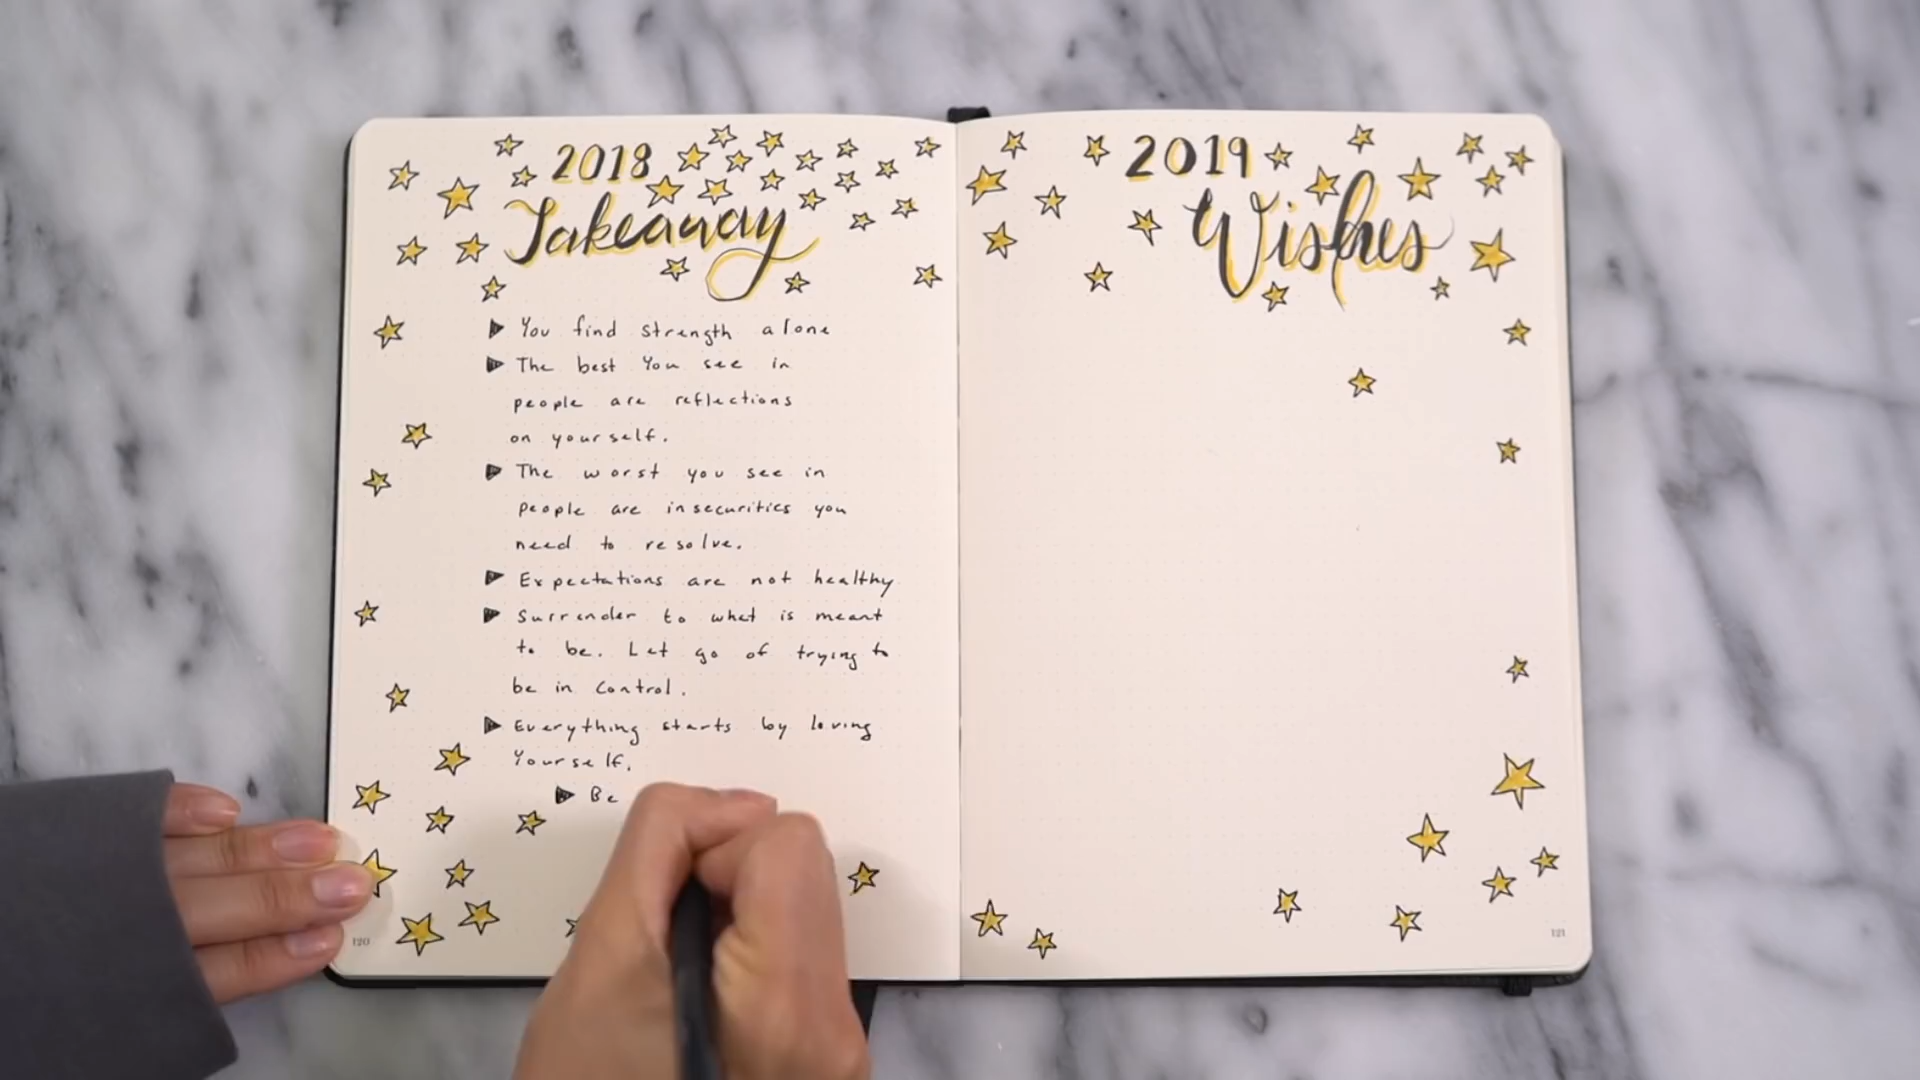 2018
Takeaway
You find strength alone
The best You see in
people are reflections
on yourself.
The worst you see in
people are insecurities you
need to resolve.
Expectations are not healthy
Surrender to what is meant
to be. Let go of trying to
be in control.
Everything starts by loving
Yourself.
Be
120
2019
Wishes
121